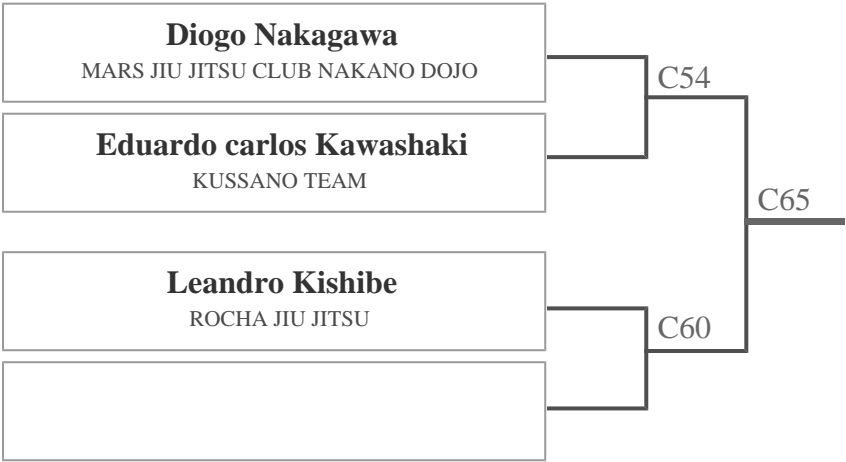 Diogo Nakagawa
MARS JIU JITSU CLUB NAKANO DOJO
C54
Eduardo carlos Kawashaki
KUSSANO TEAM
C65
Leandro Kishibe
ROCHA JIU JITSU
C60